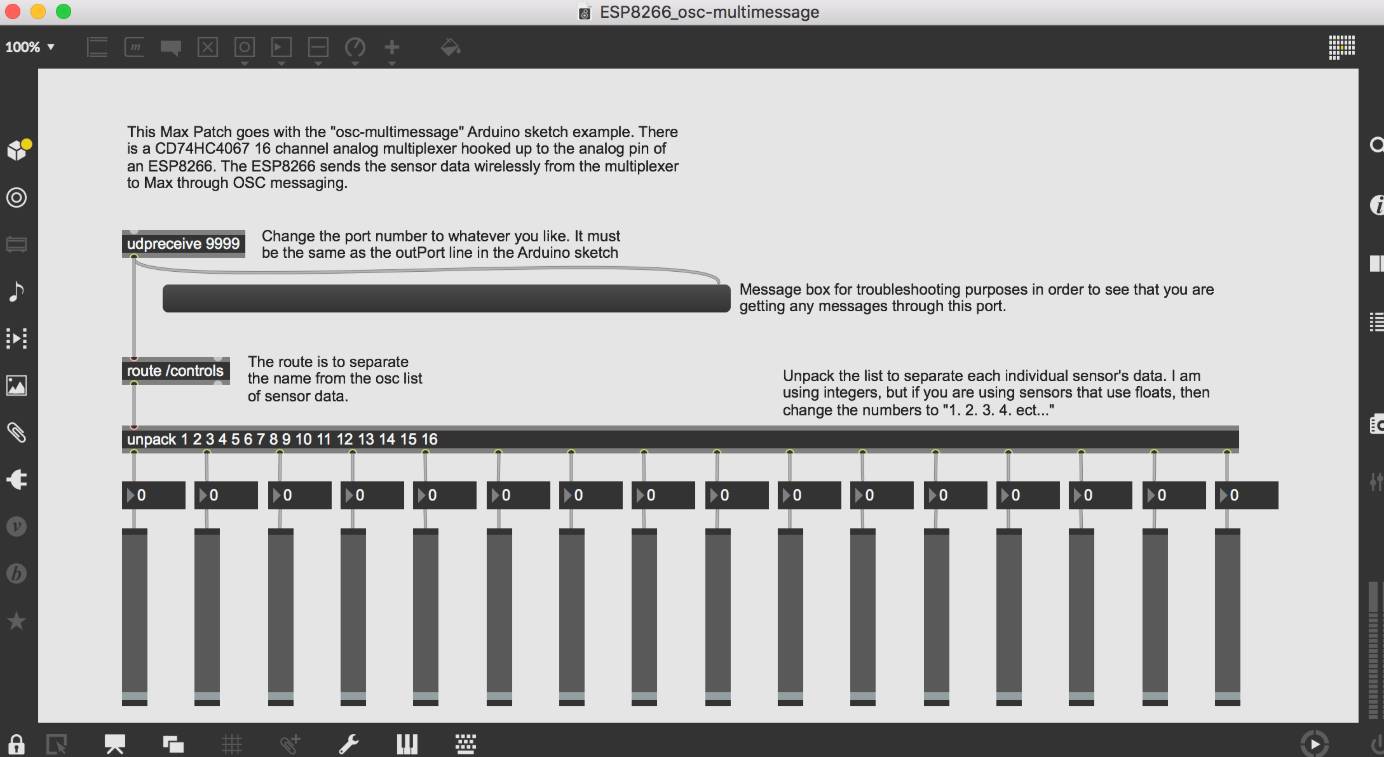 ESP8266_osc-multimessage
100%
This Max Patch goes with the "osc-multimessage" Arduino sketch example. There
is a CD74HC4067 16 channel analog multiplexer hooked up to the analog pin of
an ESP8266. The ESP8266 sends the sensor data wirelessly from the multiplexer
to Max through OSC messaging.
udpreceive 9999
Change the port number to whatever you like. It must
be the same as the outPort line in the Arduino sketch
Message box for troubleshooting purposes in order to see that you are
getting any messages through this port.
route /controls
The route is to separate
the name from the osc list
of sensor data.
Unpack the list to separate each individual sensor's data. I am
using integers, but if you are using sensors that use floats, then
change the numbers to "1. 2. 3. 4. ect..."
unpack 1 2 3 4 5 6 7 8 9 10 11 12 13 14 15 16
0 0 0 0 0 0 0 0 0 0 0 0 0 0 0 0